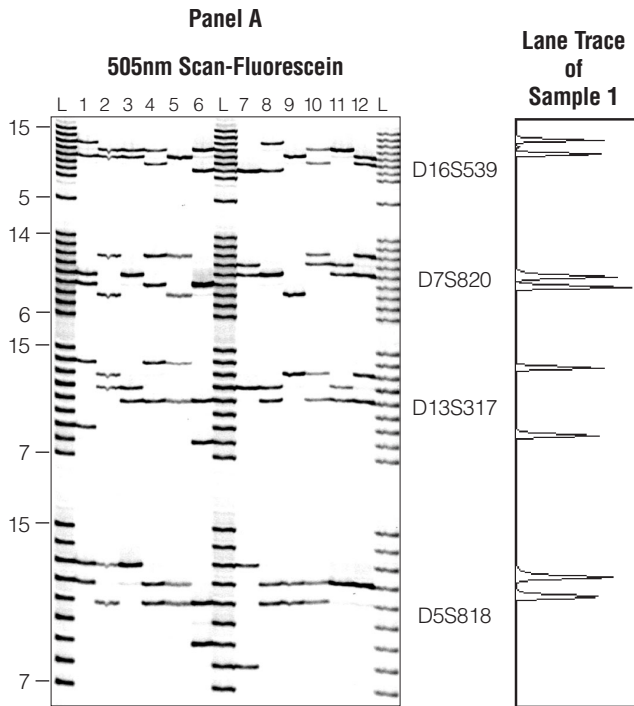 Panel A
505nm Scan-Fluorescein
Lane Trace
of
Sample 1
L 1 2 3 4 5 6 L 7 8 9 10 11 12 L
15
D16S539
5
14
D7S820
6
15
D13S317
7
15
D5S818
7